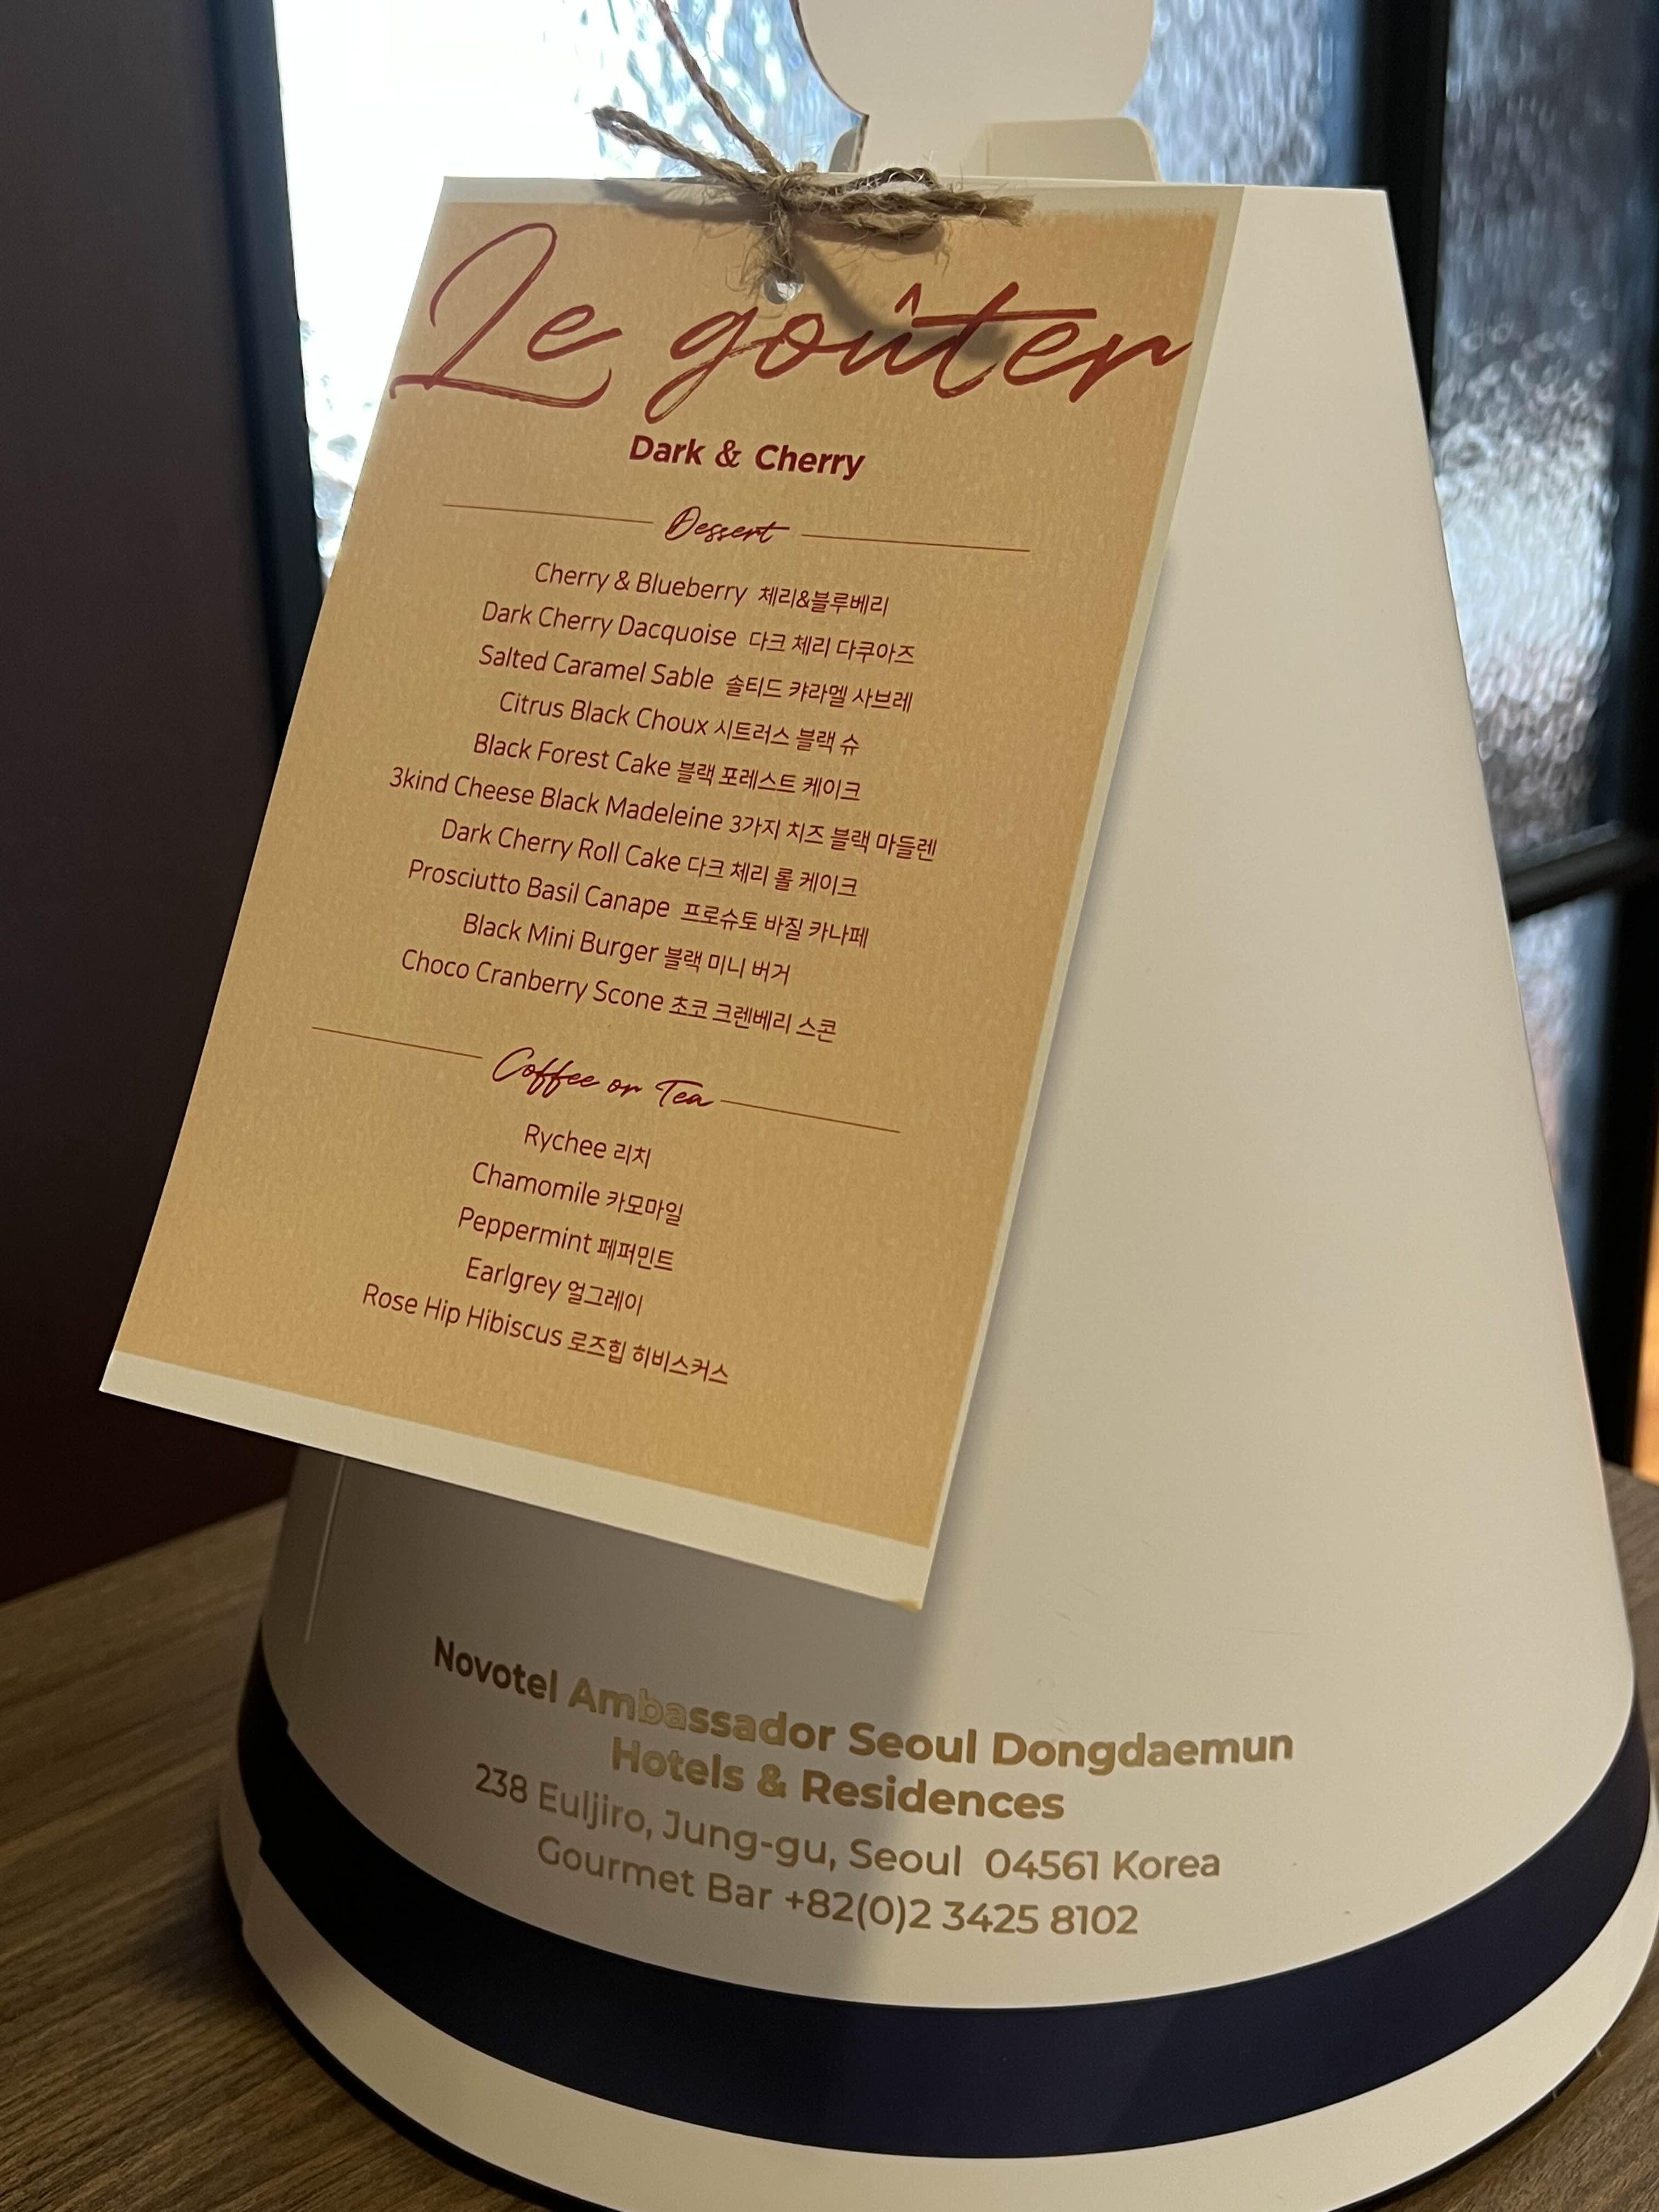 Le goûter
Dark & Cherry
Dessert
Cherry & Blueberry 체리&블루베리
Dark Cherry Dacquoise 다크 체리 다쿠아즈
Salted Caramel Sable 솔티드 캬라멜 사브레
Citrus Black Choux 시트러스 블랙 슈
Black Forest Cake 블랙 포레스트 케이크
3kind Cheese Black Madeleine 3가지 치즈 블랙 마들렌
Dark Cherry Roll Cake 다크 체리 롤 케이크
Prosciutto Basil Canape 프로슈토 바질 카나페
Black Mini Burger 블랙 미니 버거
Choco Cranberry Scone 초코 크렌베리 스콘
Coffee or Tea
Rychee 리치
Chamomile 카모마일
Peppermint 페퍼민트
Earlgrey 얼그레이
Rose Hip Hibiscus 로즈힙 히비스커스
Novotel Ambassador Seoul Dongdaemun
Hotels & Residences
238 Euljiro, Jung-gu, Seoul 04561 Korea
Gourmet Bar +82(0)2 3425 8102